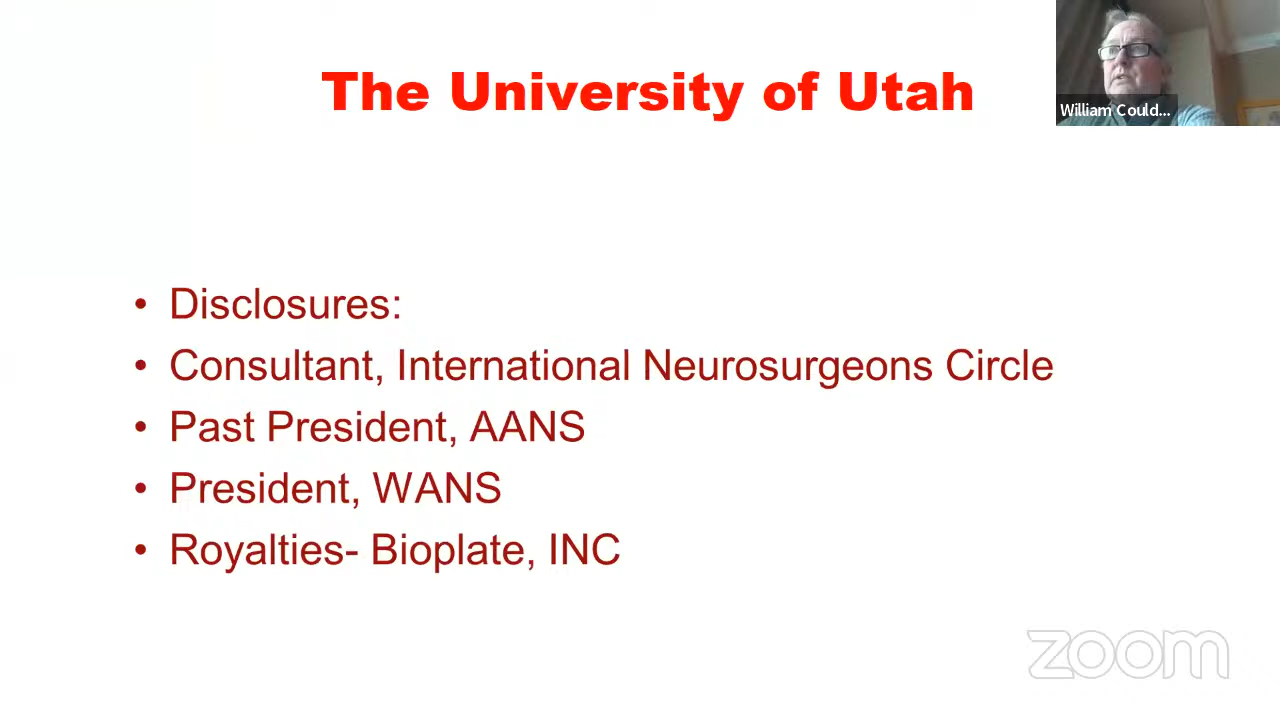 The University of Utah
William Could...
• Disclosures:
• Consultant, International Neurosurgeons Circle
• Past President, AANS
• President, WANS
• Royalties- Bioplate, INC
zoom